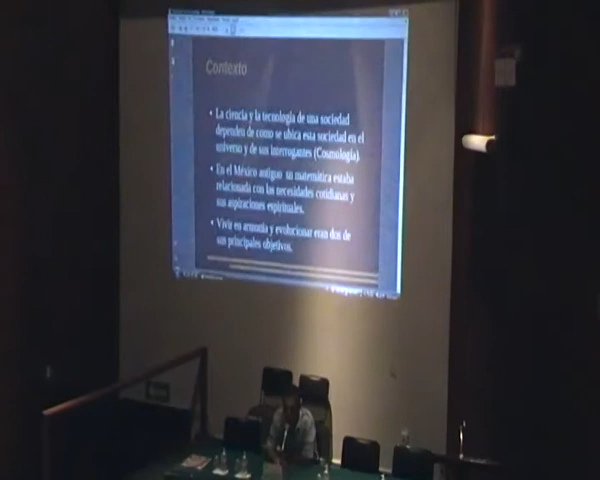 Contexto
• La ciencia y la tecnología de una sociedad
dependen de como se ubica esta sociedad en el
universo y de sus interrogantes (Cosmología).
• En el México antiguo su matemática estaba
relacionada con las necesidades cotidianas y
sus aspiraciones espirituales.
• Vivir en armonía y evolucionar eran dos de
sus principales objetivos.